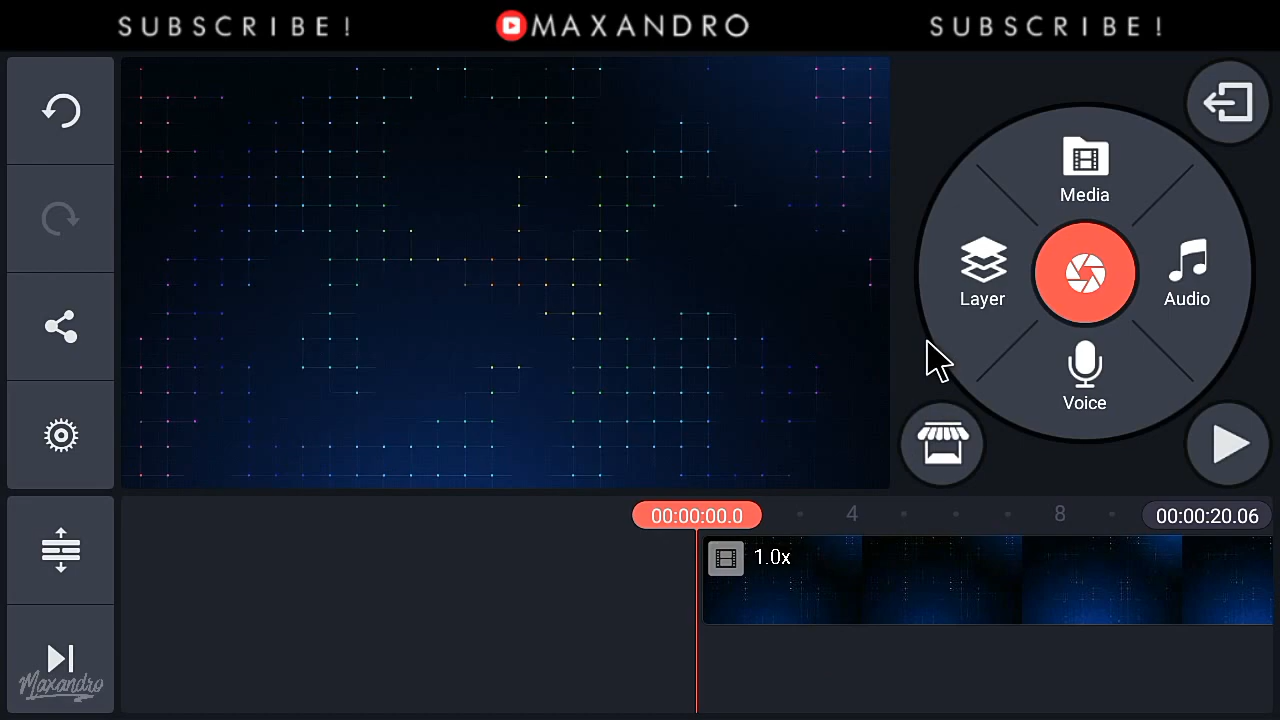 SUBSCRIBE!
MAXANDRO
SUBSCRIBE!
Media
Layer
Audio
Voice
00:00:00.0
4
8
00:00:20.06
1.0x
Maxandro